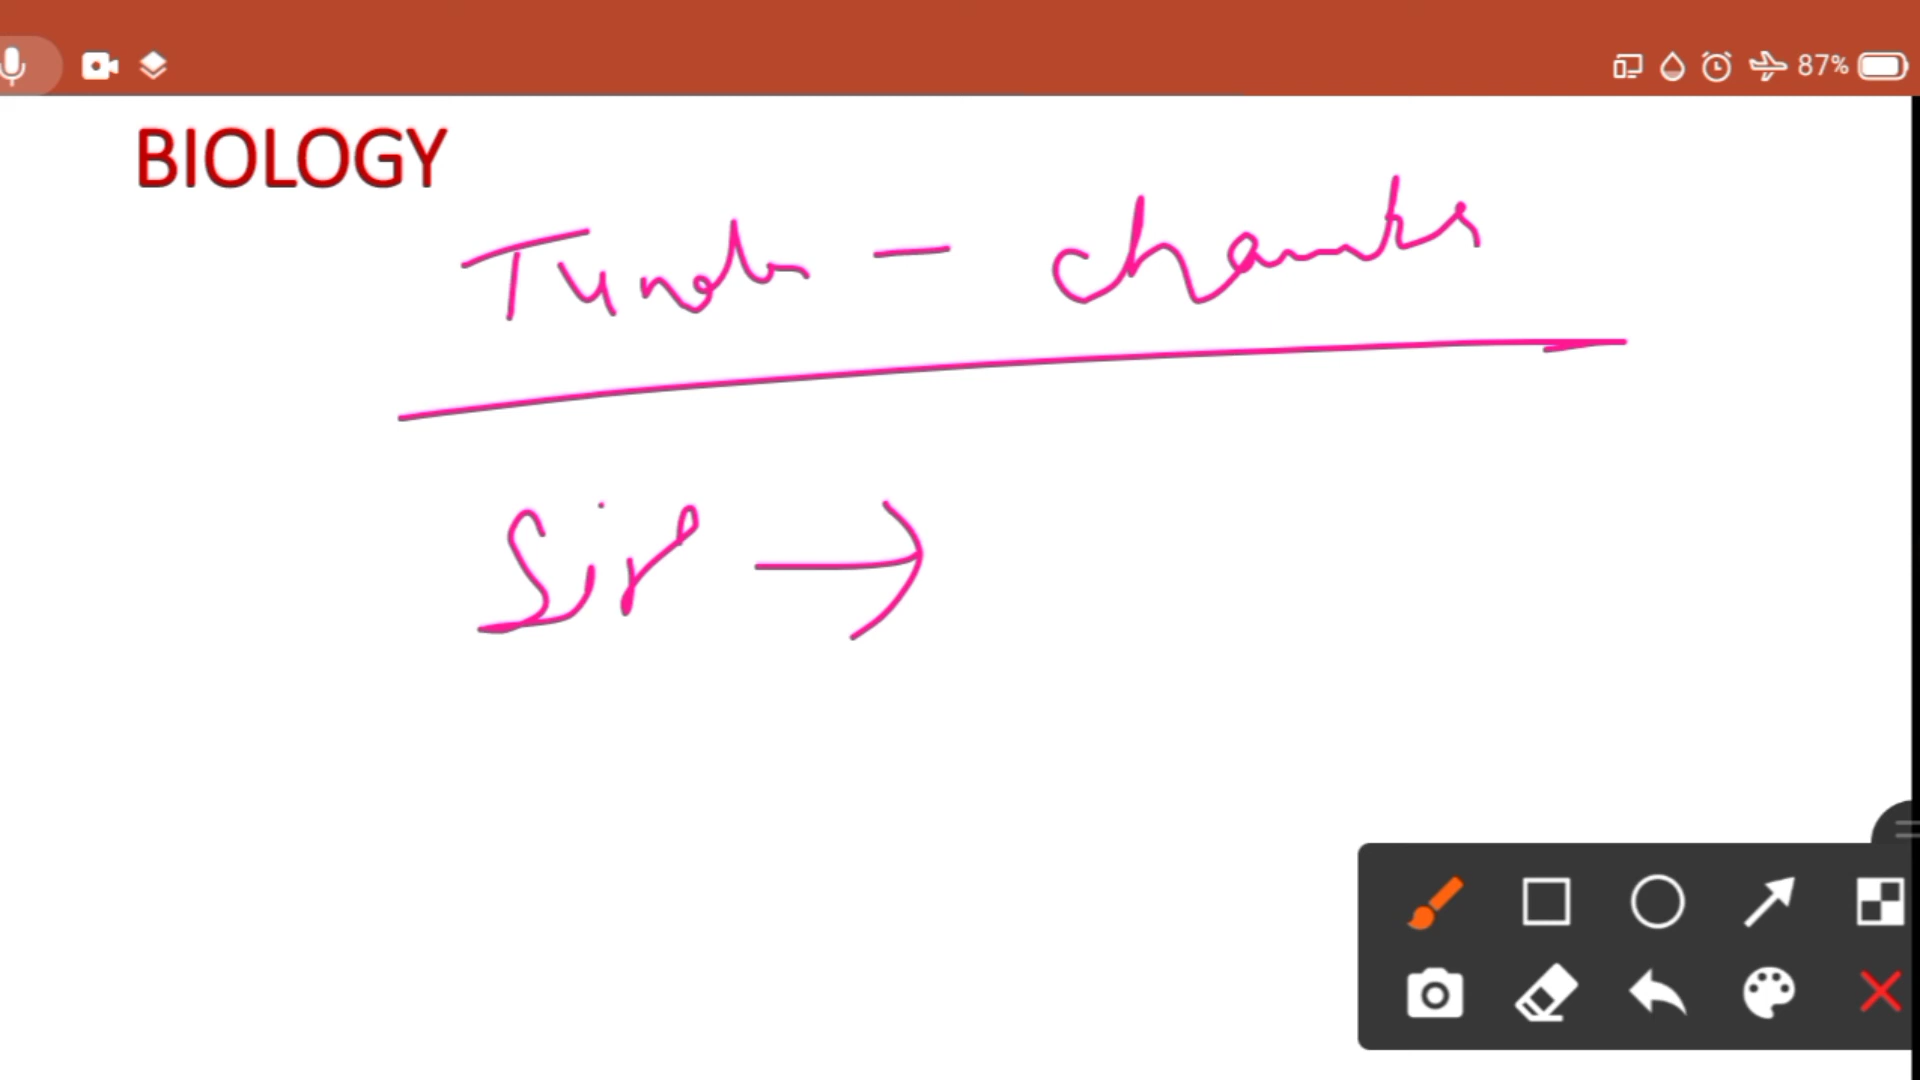 87%
BIOLOGY
Tundra -
Sir →